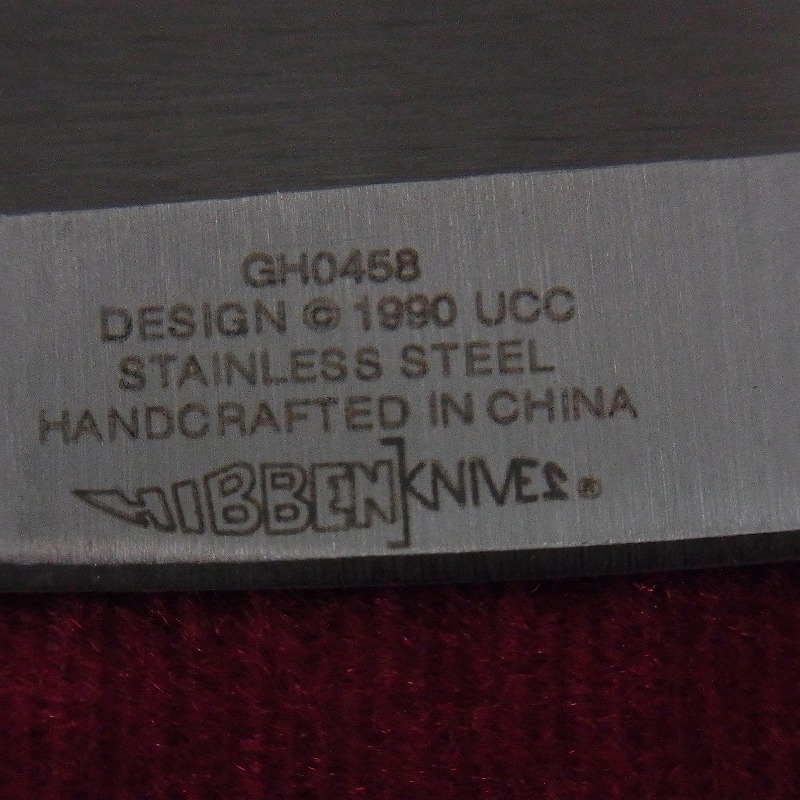 GH0458
DESIGN © 1990 UCC
STAINLESS STEEL
HANDCRAFTED IN CHINA
HIBBEN KNIVES ®